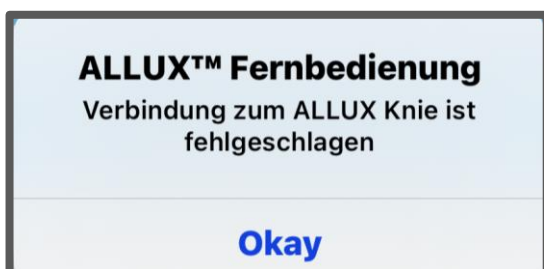 ALLUX™ Fernbedienung
Verbindung zum ALLUX Knie ist
fehlgeschlagen
Okay